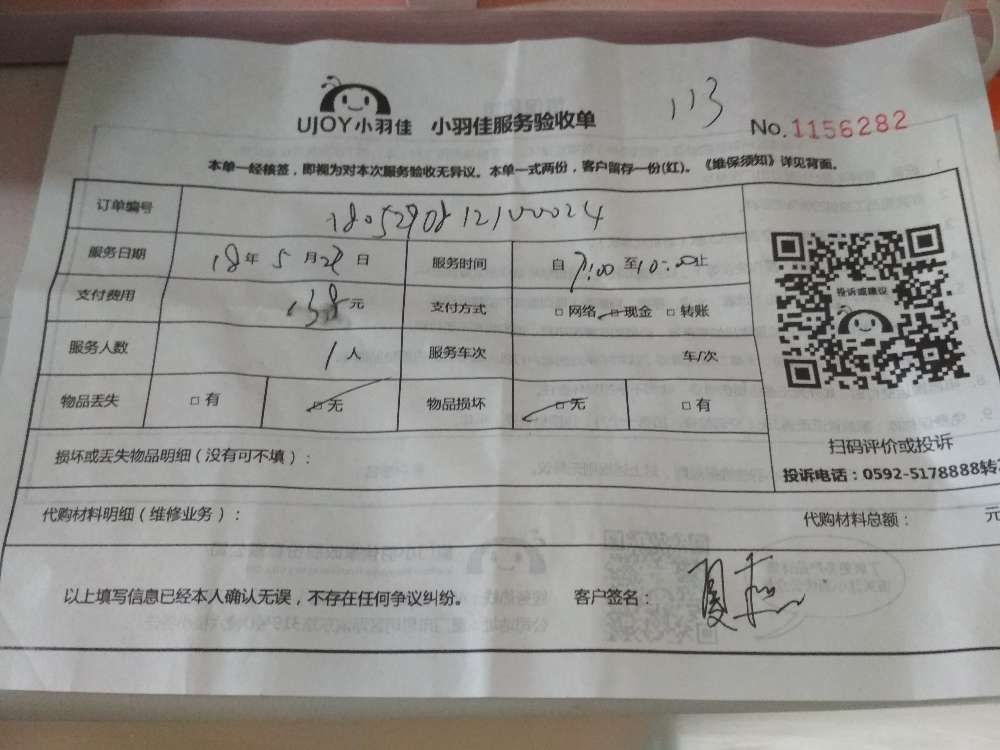 113
UJOY小羽佳 小羽佳服务验收单 No.1156282
本单一经核签，即视为对本次服务验收无异议。本单一式两份，客户留存一份(红)。《维保须知》详见背面。
订单编号 1805290812100024
服务日期 18年5月29日 服务时间 自7:00至10:00止
支付费用 138元 支付方式 □网络 □现金 □转账
服务人数 1人 服务车次 车/次
物品丢失 □有 □无 物品损坏 □无 □有
投诉或建议
扫码评价或投诉
投诉电话：0592-5178888转
损坏或丢失物品明细（没有可不填）：
代购材料明细（维修业务）： 代购材料总额： 元
以上填写信息已经本人确认无误，不存在任何争议纠纷。 客户签名：